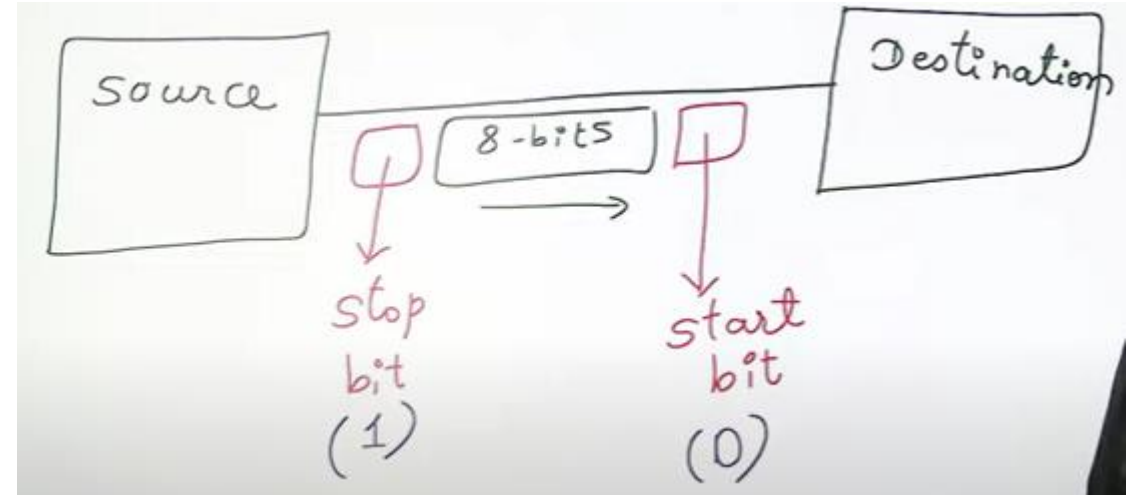 Source
Destination
8-bits
stop
bit
(1)
start
bit
(0)